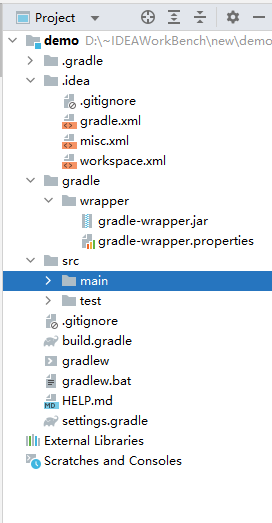 Project
demo D:\~IDEAWorkBench\new\demo
.gradle
.idea
.gitignore
gradle.xml
misc.xml
workspace.xml
gradle
wrapper
gradle-wrapper.jar
gradle-wrapper.properties
src
main
test
.gitignore
build.gradle
gradlew
gradlew.bat
MD HELP.md
settings.gradle
External Libraries
Scratches and Consoles